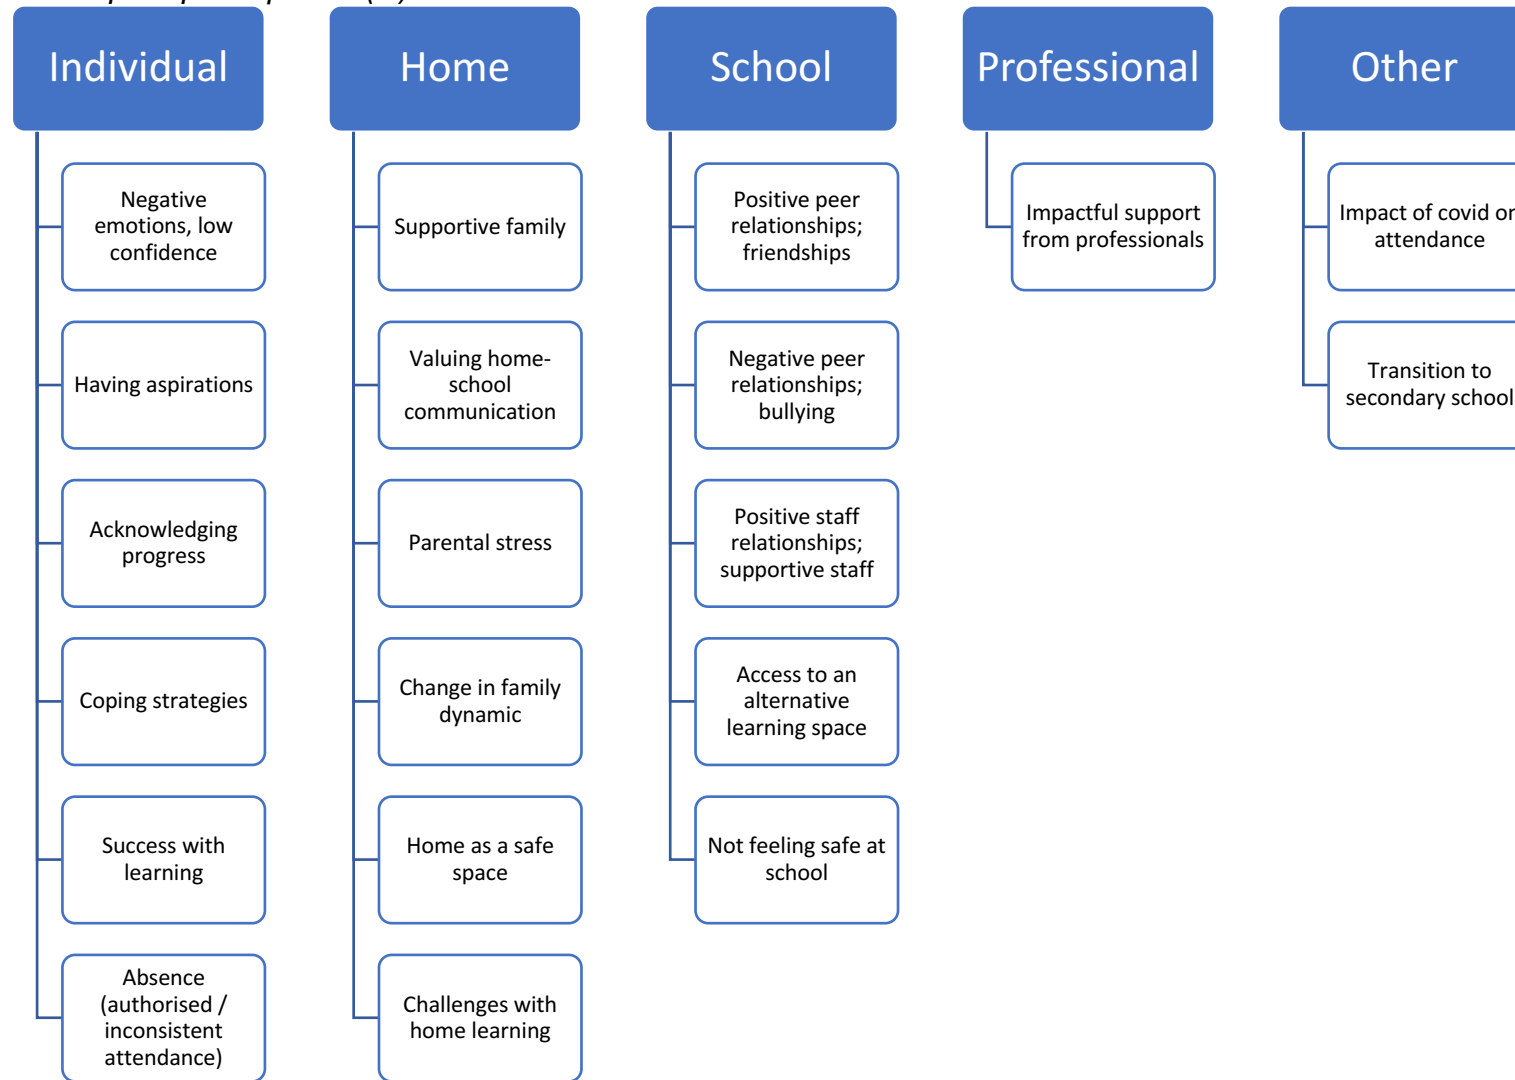 Individual
Negative
emotions, low
confidence
Having aspirations
Acknowledging
progress
Coping strategies
Success with
learning
Absence
(authorised /
inconsistent
attendance)
Home
Supportive family
Valuing home-
school
communication
Parental stress
Change in family
dynamic
Home as a safe
space
Challenges with
home learning
School
Positive peer
relationships;
friendships
Negative peer
relationships;
bullying
Positive staff
relationships;
supportive staff
Access to an
alternative
learning space
Not feeling safe at
school
Professional
Impactful support
from professionals
Other
Impact of covid on
attendance
Transition to
secondary school